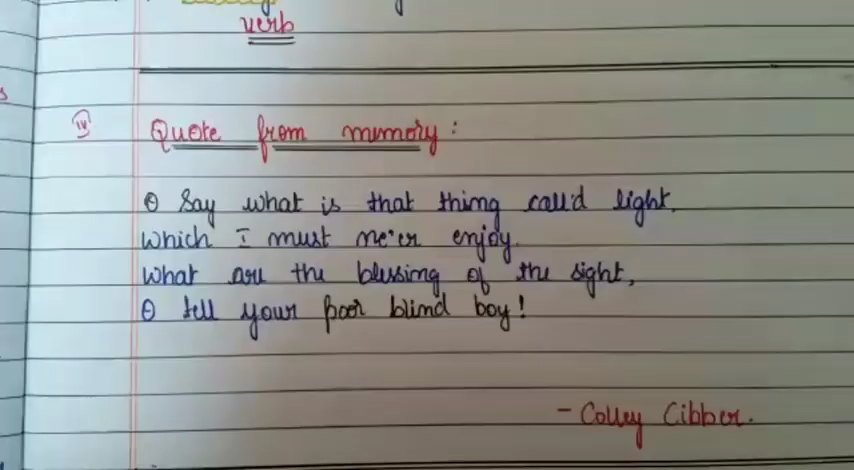 verb
iv) Quote from memory :
O Say what is that thing call'd light.
Which I must ne'er enjoy.
What are the blessing of the sight,
O tell your poor blind boy!
- Colley Cibber.